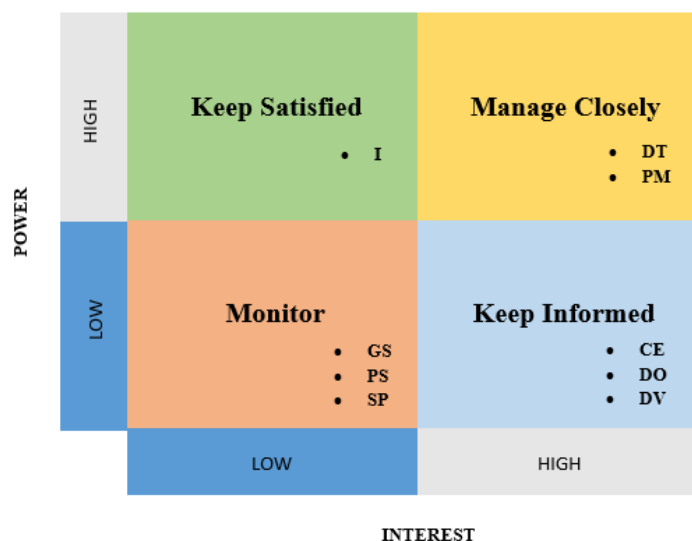 HIGH
Keep Satisfied
• I
Manage Closely
• DT
• PM
POWER
LOW
Monitor
• GS
• PS
• SP
Keep Informed
• CE
• DO
• DV
LOW
HIGH
INTEREST